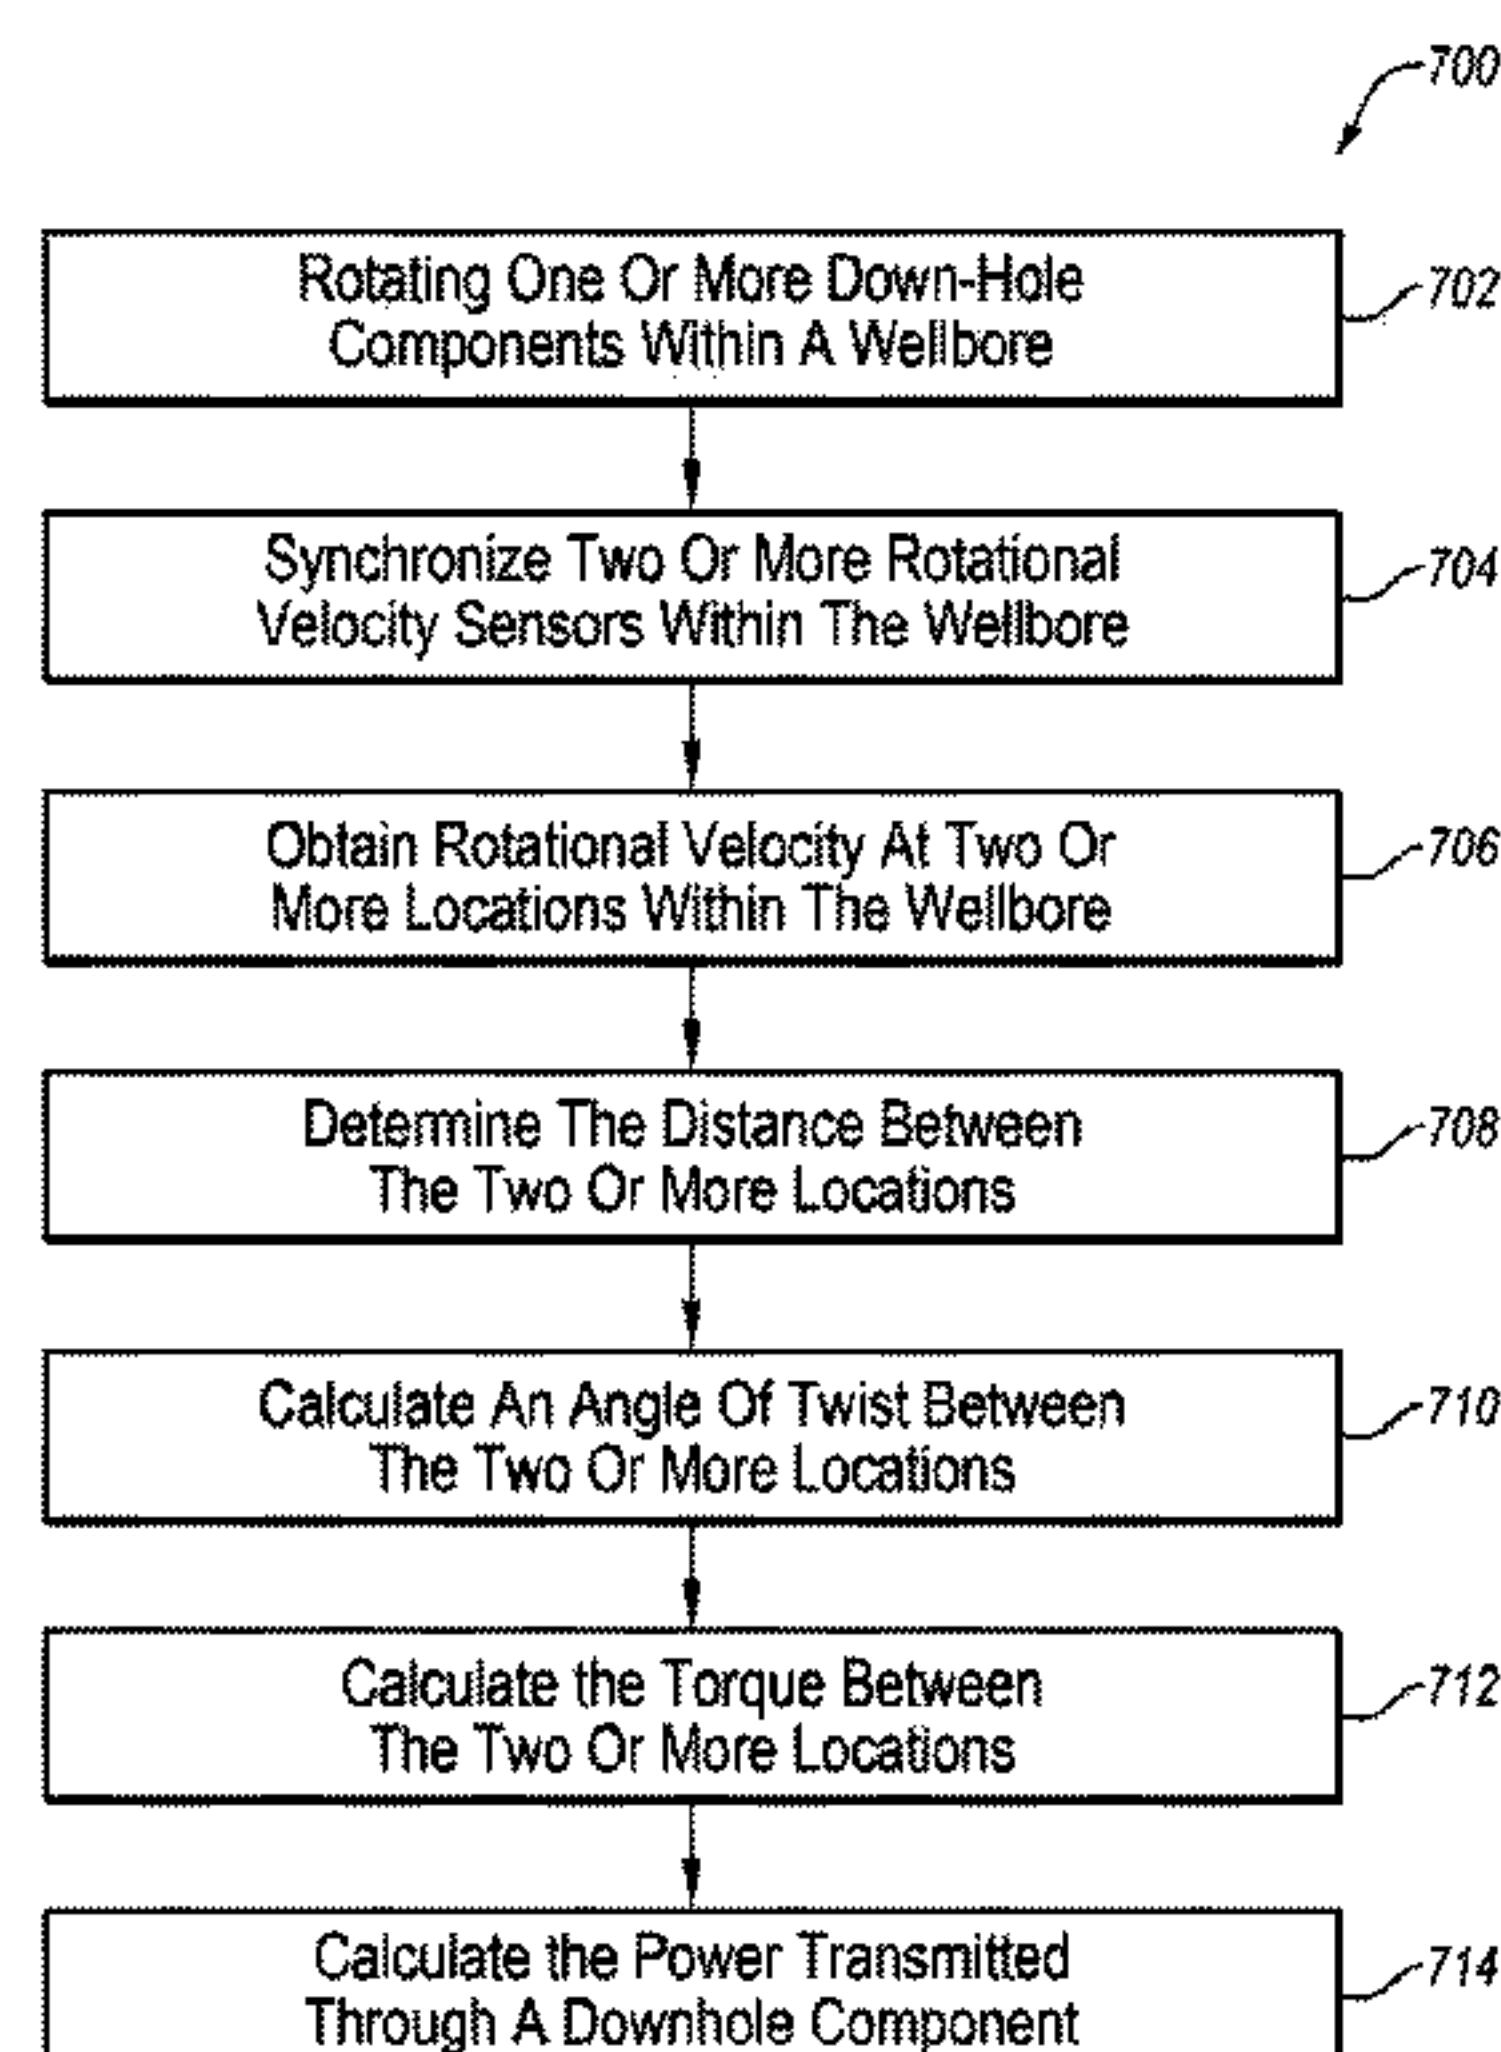 700
Rotating One Or More Down-Hole
Components Within A Wellbore
702
Synchronize Two Or More Rotational
Velocity Sensors Within The Wellbore
704
Obtain Rotational Velocity At Two Or
More Locations Within The Wellbore
706
Determine The Distance Between
The Two Or More Locations
708
Calculate An Angle Of Twist Between
The Two Or More Locations
710
Calculate the Torque Between
The Two Or More Locations
712
Calculate the Power Transmitted
Through A Downhole Component
714